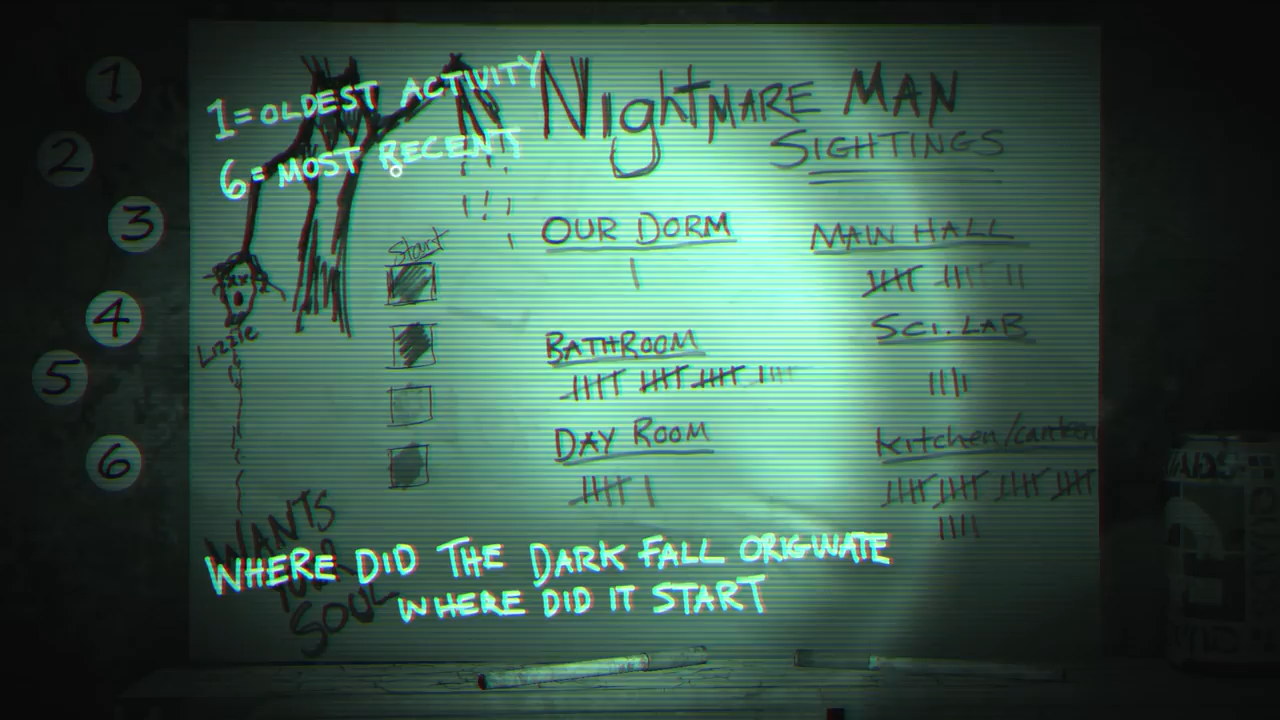 1
2
3
4
5
6
1=OLDEST ACTIVITY
6=MOST RECENT
NIGHTMARE MAN
SIGHTINGS
Start
Lizzie
OUR DORM
MAIN HALL
BATHROOM
SCI. LAB
DAY ROOM
Kitchen/canteen
WANTS
YOUR
SOUL
WHERE DID THE DARK FALL ORIGINATE
WHERE DID IT START